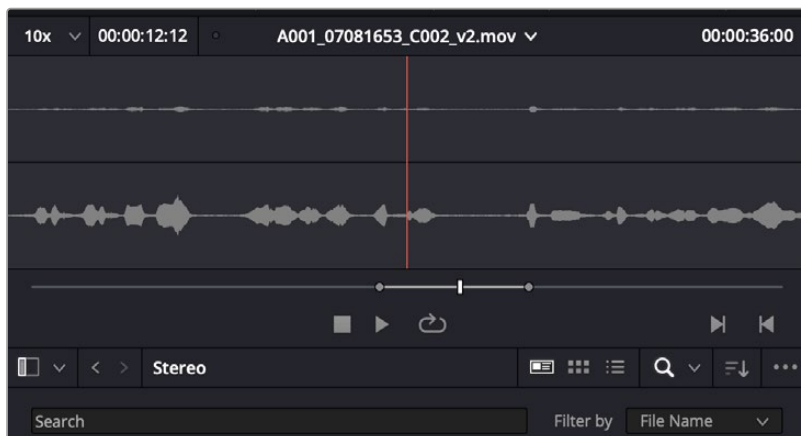 10x 00:00:12:12 A001_07081653_C002_v2.mov 00:00:36:00
Stereo
Search Filter by File Name